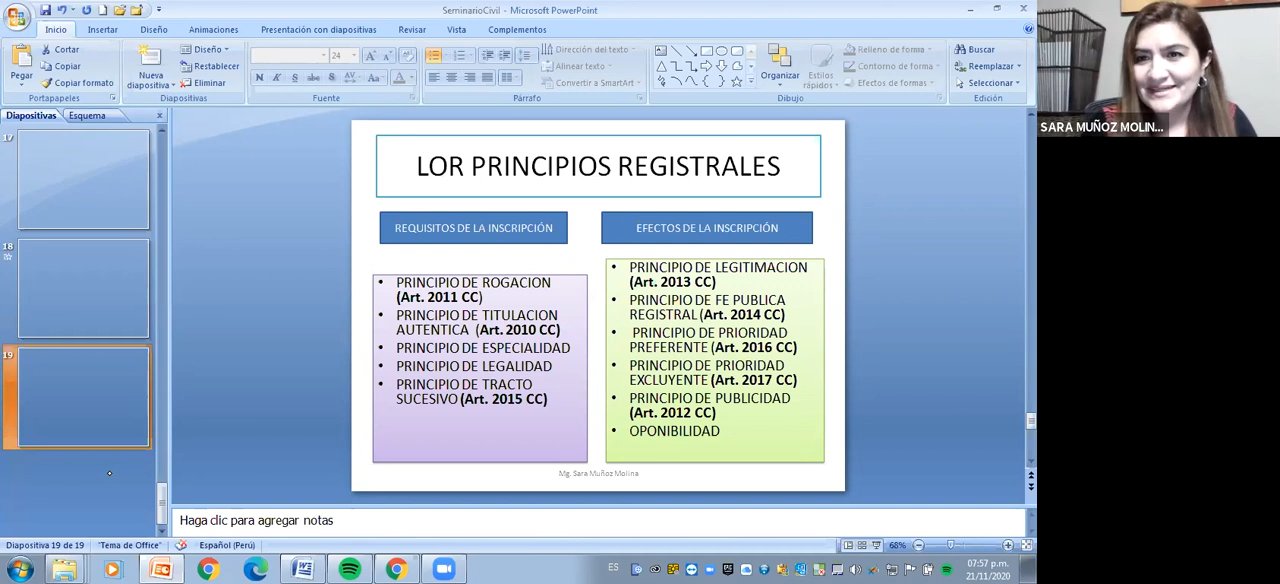 SeminarioCivil - Microsoft PowerPoint
Inicio
Insertar
Diseño
Animaciones
Presentación con diapositivas
Revisar
Vista
Complementos
Pegar
Cortar
Copiar
Copiar formato
Portapapeles
Nueva
diapositiva
Diseño
Restablecer
Eliminar
Diapositivas
24
Fuente
Dirección del texto
Alinear texto
Convertir a SmartArt
Párrafo
Organizar
Estilos
rápidos
Relleno de forma
Contorno de forma
Efectos de formas
Dibujo
Buscar
Reemplazar
Seleccionar
Edición
SARA MUÑOZ MOLIN...
Diapositivas
Esquema
17
18
19
LOR PRINCIPIOS REGISTRALES
REQUISITOS DE LA INSCRIPCIÓN
• PRINCIPIO DE ROGACION
(Art. 2011 CC)
• PRINCIPIO DE TITULACION
AUTENTICA (Art. 2010 CC)
• PRINCIPIO DE ESPECIALIDAD
• PRINCIPIO DE LEGALIDAD
• PRINCIPIO DE TRACTO
SUCESIVO (Art. 2015 CC)
EFECTOS DE LA INSCRIPCIÓN
• PRINCIPIO DE LEGITIMACION
(Art. 2013 CC)
• PRINCIPIO DE FE PUBLICA
REGISTRAL (Art. 2014 CC)
• PRINCIPIO DE PRIORIDAD
PREFERENTE (Art. 2016 CC)
• PRINCIPIO DE PRIORIDAD
EXCLUYENTE (Art. 2017 CC)
• PRINCIPIO DE PUBLICIDAD
(Art. 2012 CC)
• OPONIBILIDAD
Mg. Sara Muñoz Molina
Haga clic para agregar notas
Diapositiva 19 de 19
"Tema de Office"
Español (Perú)
68%
ES
07:57 p.m.
21/11/2020